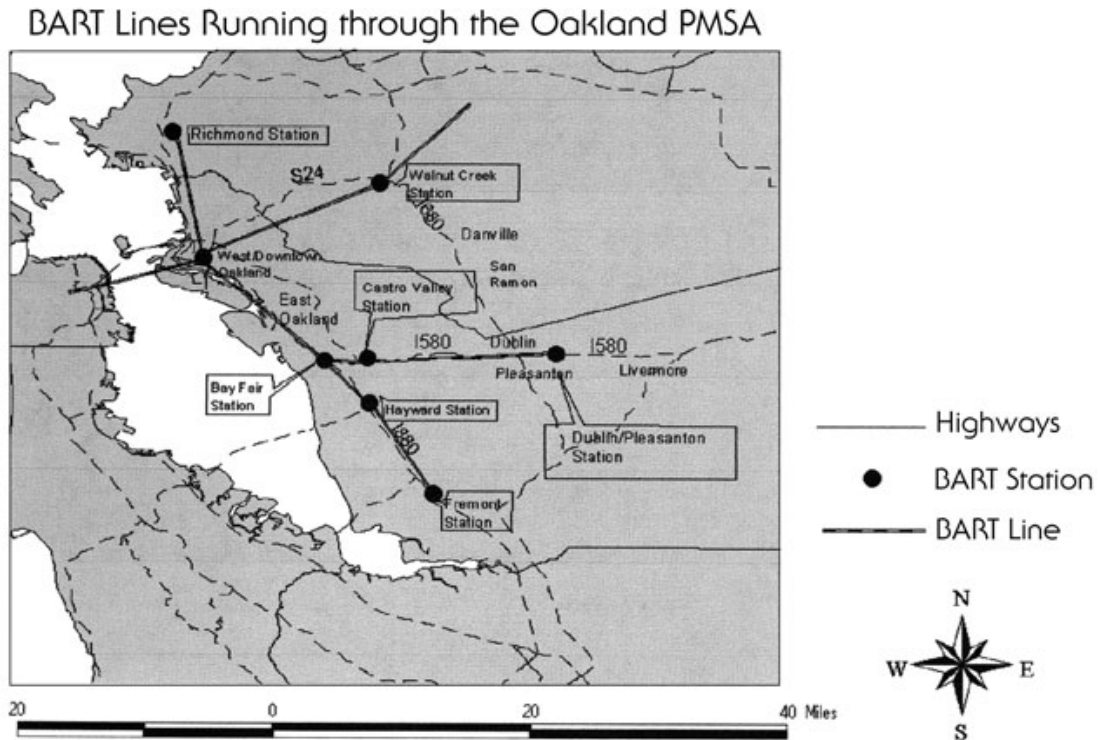 BART Lines Running through the Oakland PMSA
Richmond Station
S24
Walnut Creek
Station
I680
Danville
San
Ramon
West/Downtown
Oakland
Castro Valley
Station
East
Oakland
I580
Dublin
I580
Pleasanton
Livermore
Bay Fair
Station
Hayward Station
I880
Dublin/Pleasanton
Station
Fremont
Station
Highways
BART Station
BART Line
N
W
E
S
20
0
20
40 Miles